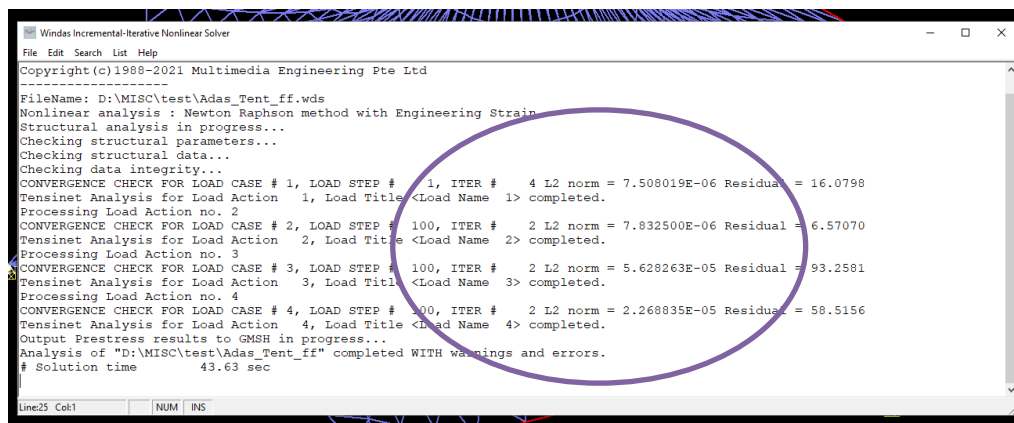 Windas Incremental-Iterative Nonlinear Solver
File Edit Search List Help
Copyright(c)1988-2021 Multimedia Engineering Pte Ltd
-------------------
FileName: D:\MISC\test\Adas_Tent_ff.wds
Nonlinear analysis : Newton Raphson method with Engineering Strain
Structural analysis in progress...
Checking structural parameters...
Checking structural data...
Checking data integrity...
CONVERGENCE CHECK FOR LOAD CASE # 1, LOAD STEP # 1, ITER # 4 L2 norm = 7.508019E-06 Residual = 16.0798
Tensinet Analysis for Load Action 1, Load Title <Load Name 1> completed.
Processing Load Action no. 2
CONVERGENCE CHECK FOR LOAD CASE # 2, LOAD STEP # 100, ITER # 2 L2 norm = 7.832500E-06 Residual = 6.57070
Tensinet Analysis for Load Action 2, Load Title <Load Name 2> completed.
Processing Load Action no. 3
CONVERGENCE CHECK FOR LOAD CASE # 3, LOAD STEP # 100, ITER # 2 L2 norm = 5.628263E-05 Residual = 93.2581
Tensinet Analysis for Load Action 3, Load Title <Load Name 3> completed.
Processing Load Action no. 4
CONVERGENCE CHECK FOR LOAD CASE # 4, LOAD STEP # 100, ITER # 2 L2 norm = 2.268835E-05 Residual = 58.5156
Tensinet Analysis for Load Action 4, Load Title <Load Name 4> completed.
Output Prestress results to GMSH in progress...
Analysis of "D:\MISC\test\Adas_Tent_ff" completed WITH warnings and errors.
# Solution time 43.63 sec
Line:25 Col:1 NUM INS